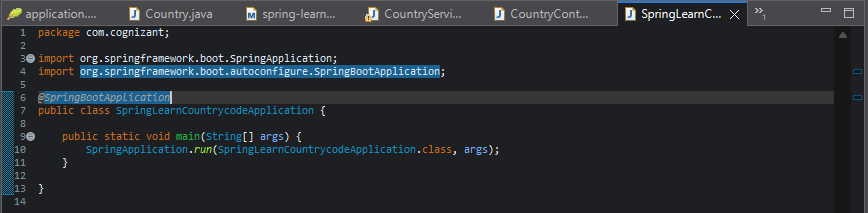 application....
Country.java
spring-learn...
CountryServi...
CountryCont...
SpringLearnC...
»1
1 package com.cognizant;
2
3 import org.springframework.boot.SpringApplication;
4 import org.springframework.boot.autoconfigure.SpringBootApplication;
5
6 @SpringBootApplication
7 public class SpringLearnCountrycodeApplication {
8
9 public static void main(String[] args) {
10 SpringApplication.run(SpringLearnCountrycodeApplication.class, args);
11 }
12
13 }
14